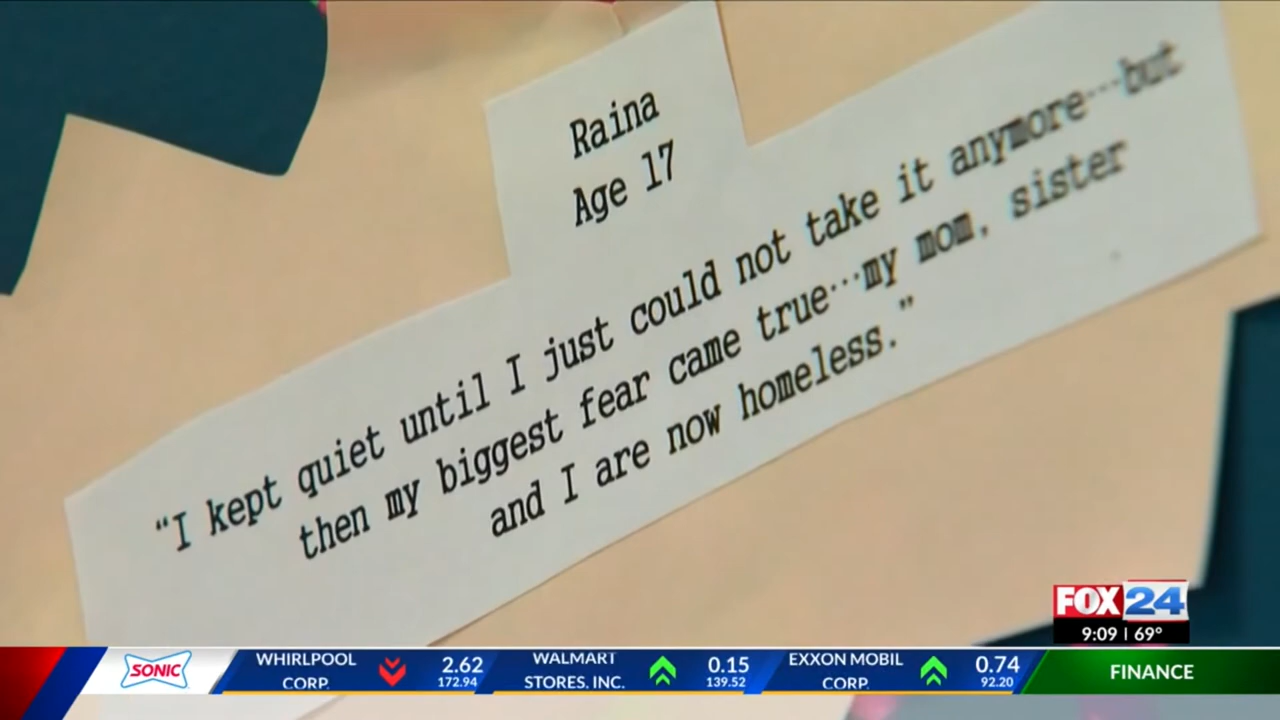 Raina
Age 17
“I kept quiet until I just could not take it anymore...but
then my biggest fear came true...my mom, sister
and I are now homeless.”
FOX 24
9:09 | 69°
SONIC
WHIRLPOOL CORP. 2.62 172.94
WALMART STORES, INC. 0.15 139.52
EXXON MOBIL CORP. 0.74 92.20
FINANCE